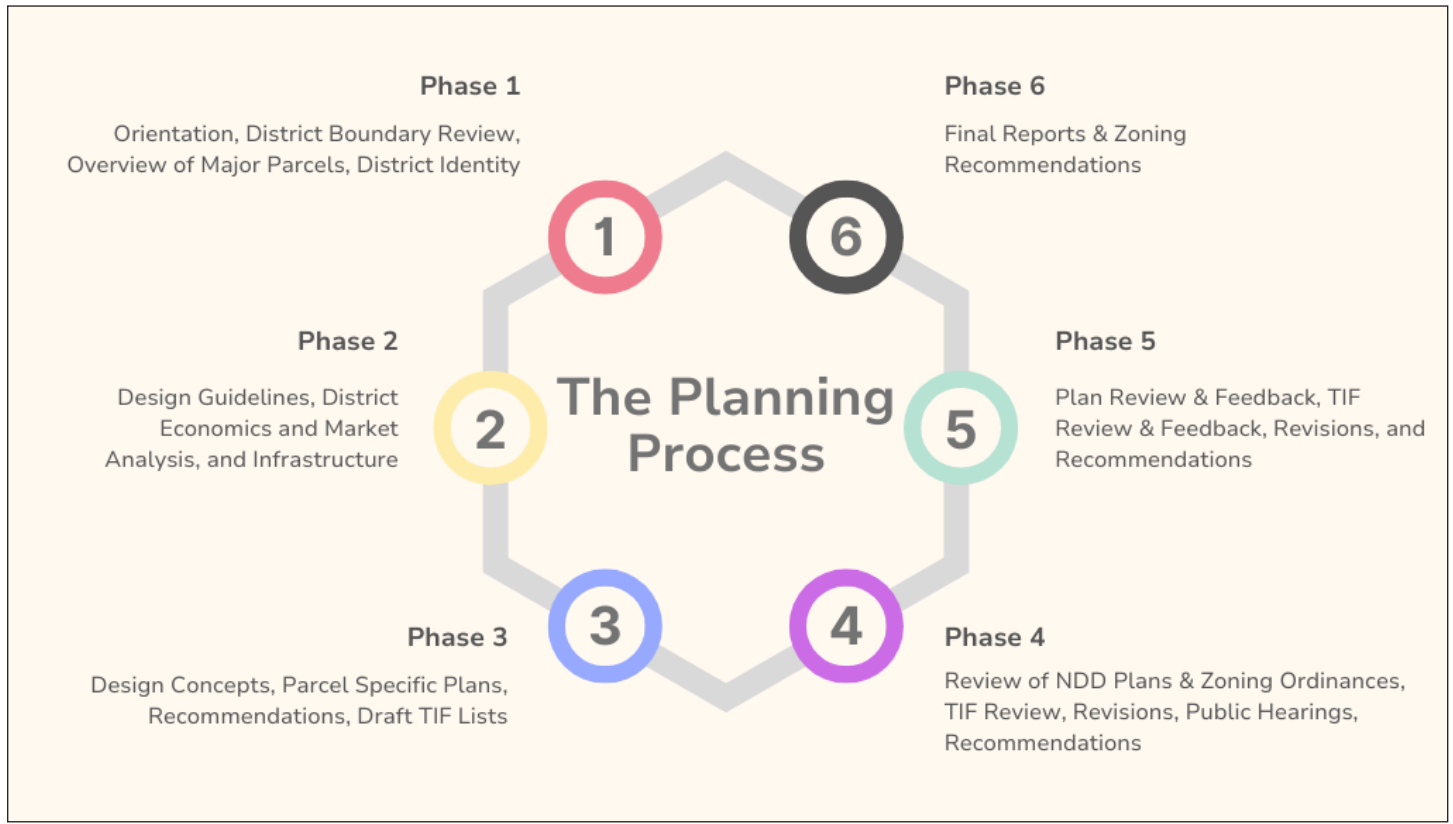 Phase 1
Orientation, District Boundary Review,
Overview of Major Parcels, District Identity
1
Phase 2
Design Guidelines, District
Economics and Market
Analysis, and Infrastructure
2
Phase 3
Design Concepts, Parcel Specific Plans,
Recommendations, Draft TIF Lists
3
The Planning
Process
Phase 4
Review of NDD Plans & Zoning Ordinances,
TIF Review, Revisions, Public Hearings,
Recommendations
4
Phase 5
Plan Review & Feedback, TIF
Review & Feedback, Revisions, and
Recommendations
5
Phase 6
Final Reports & Zoning
Recommendations
6